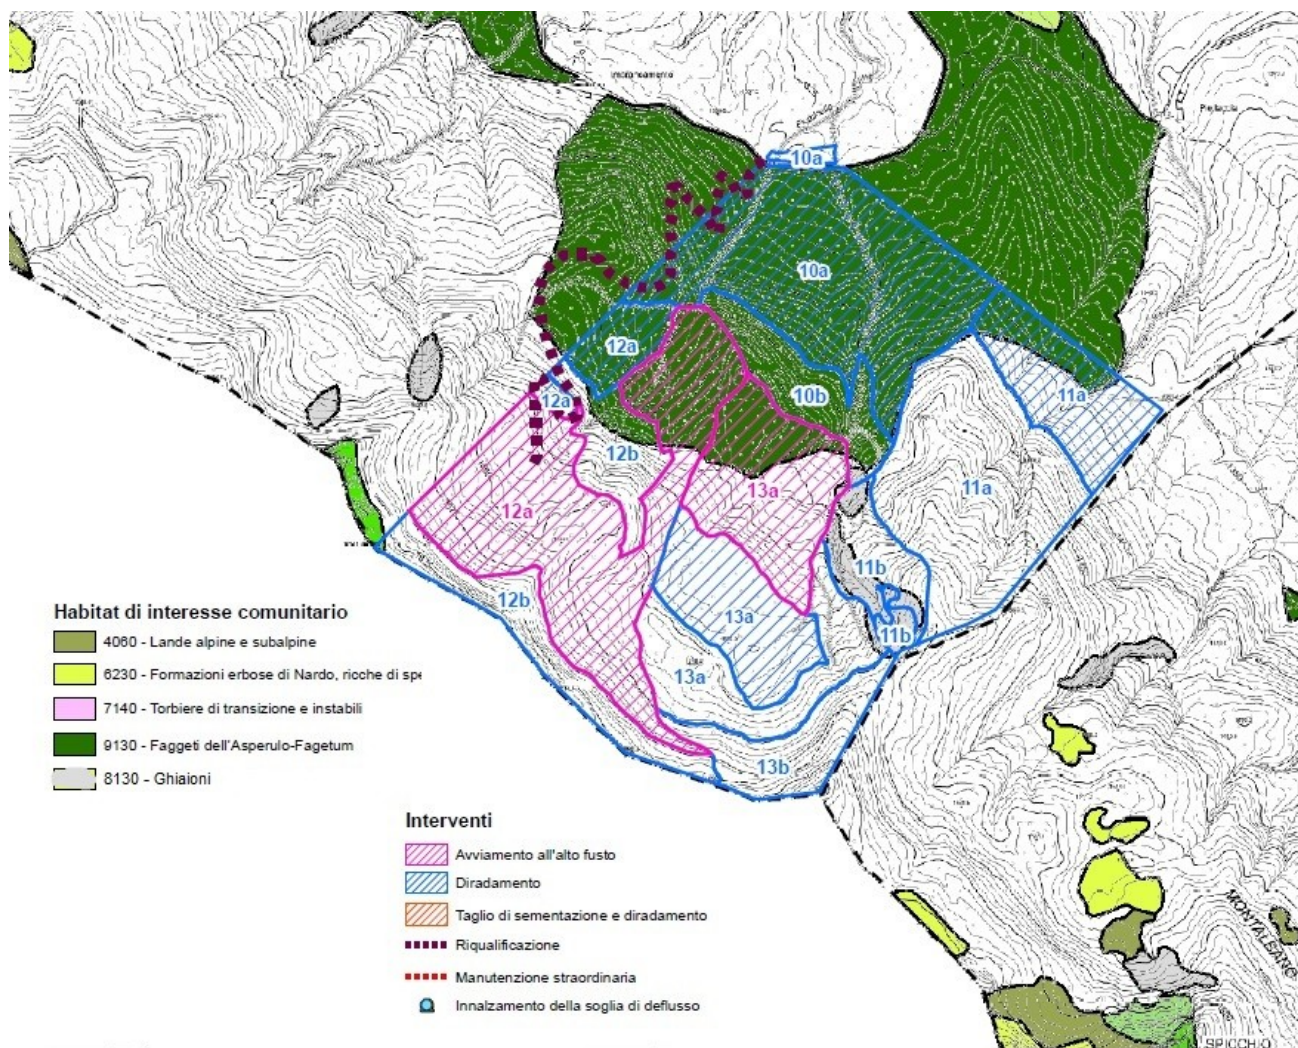 10a
10a
12a
10b
12a
11a
12b
11a
12a
13a
11b
12b
13a
11b
13a
13b
Habitat di interesse comunitario
4060 - Lande alpine e subalpine
6230 - Formazioni erbose di Nardo, ricche di spe
7140 - Torbiere di transizione e instabili
9130 - Faggeti dell'Asperulo-Fagetum
8130 - Ghiaioni
Interventi
Avviamento all'alto fusto
Diradamento
Taglio di sementazione e diradamento
Riqualificazione
Manutenzione straordinaria
Innalzamento della soglia di deflusso
SPICCHIO